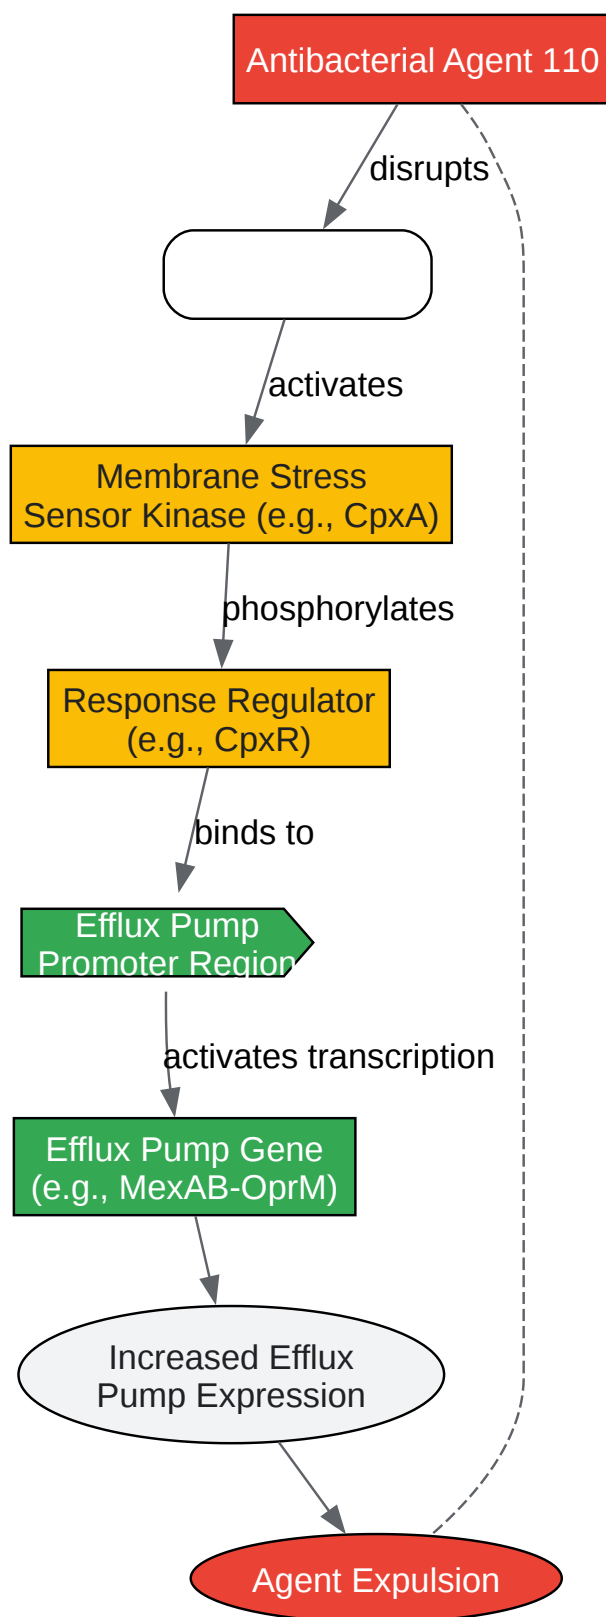 Antibacterial Agent 110
disrupts
activates
Membrane Stress
Sensor Kinase (e.g., CpxA)
phosphorylates
Response Regulator
(e.g., CpxR)
binds to
Efflux Pump
Promoter Region
activates transcription
Efflux Pump Gene
(e.g., MexAB-OprM)
Increased Efflux
Pump Expression
Agent Expulsion